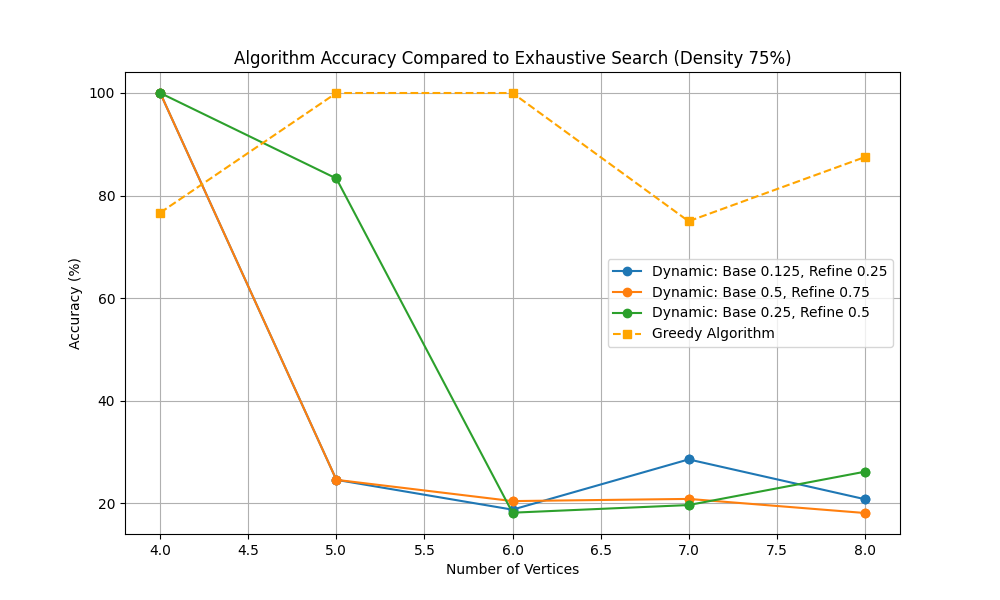 Algorithm Accuracy Compared to Exhaustive Search (Density 75%)
100
80
60
40
20
Accuracy (%)
Dynamic: Base 0.125, Refine 0.25
Dynamic: Base 0.5, Refine 0.75
Dynamic: Base 0.25, Refine 0.5
Greedy Algorithm
4.0 4.5 5.0 5.5 6.0 6.5 7.0 7.5 8.0
Number of Vertices